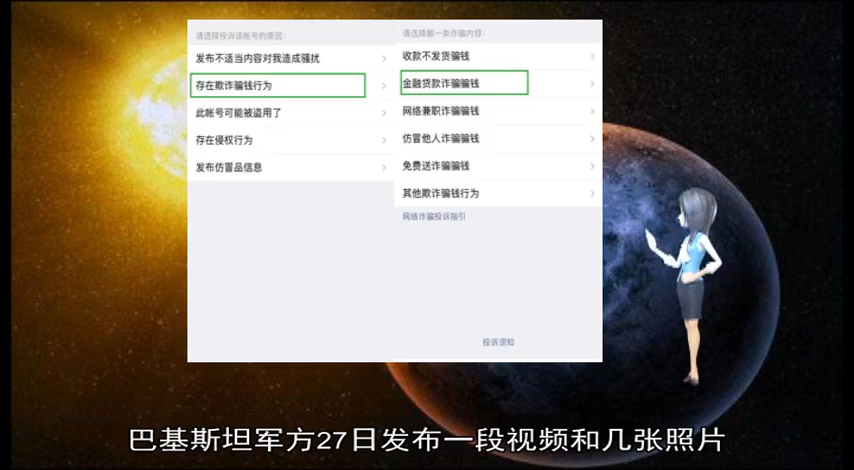 请选择投诉该帐号的原因:
发布不适当内容对我造成骚扰
存在欺诈骗钱行为
此帐号可能被盗用了
存在侵权行为
发布仿冒品信息
请选择哪一类诈骗内容:
收款不发货骗钱
金融贷款诈骗骗钱
网络兼职诈骗骗钱
仿冒他人诈骗骗钱
免费送诈骗骗钱
其他欺诈骗钱行为
网络诈骗投诉指引
投诉须知
巴基斯坦军方27日发布一段视频和几张照片